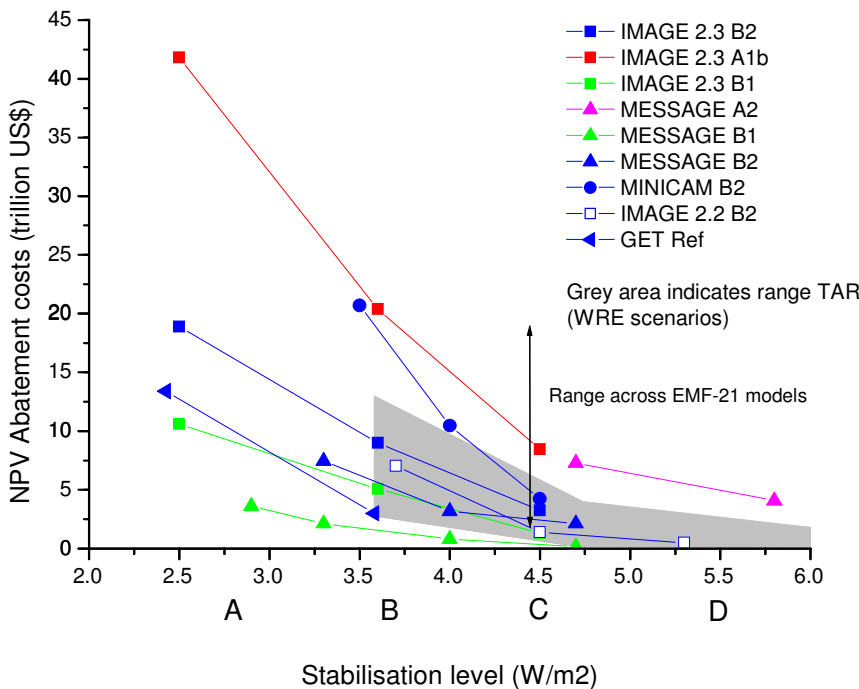 NPV Abatement costs (trillion US$)
45
40
35
30
25
20
15
10
5
0
IMAGE 2.3 B2
IMAGE 2.3 A1b
IMAGE 2.3 B1
MESSAGE A2
MESSAGE B1
MESSAGE B2
MINICAM B2
IMAGE 2.2 B2
GET Ref
Grey area indicates range TAR
(WRE scenarios)
Range across EMF-21 models
2.0 2.5 3.0 3.5 4.0 4.5 5.0 5.5 6.0
A B C D
Stabilisation level (W/m2)